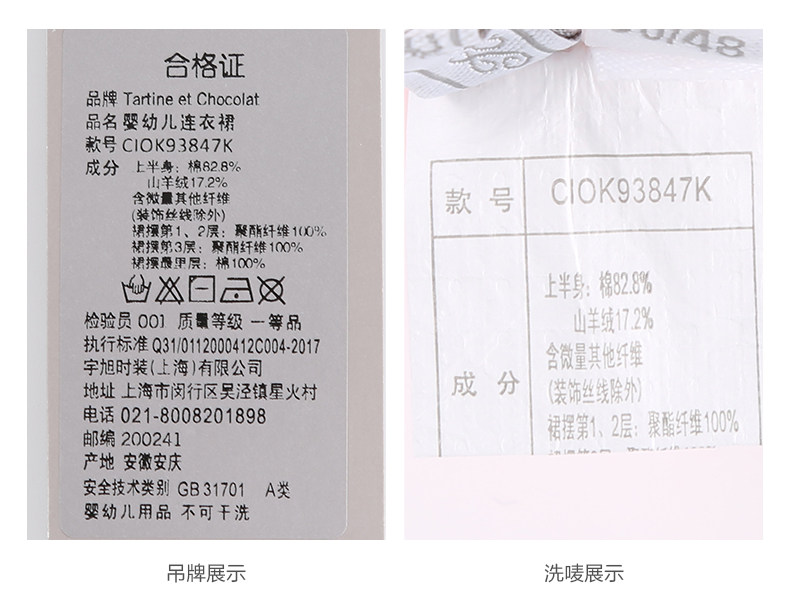 合格证
品牌 Tartine et Chocolat
品名 婴幼儿连衣裙
款号 CIOK93847K
成分 上半身：棉82.8%
山羊绒17.2%
含微量其他纤维
(装饰丝线除外)
裙摆第1、2层：聚酯纤维100%
裙摆第3层：聚酯纤维100%
裙摆最里层：棉100%
检验员 001 质量等级 一等品
执行标准 Q31/0112000412C004-2017
宇旭时装(上海)有限公司
地址 上海市闵行区吴泾镇星火村
电话 021-8008201898
邮编 200241
产地 安徽安庆
安全技术类别 GB 31701 A类
婴幼儿用品 不可干洗
吊牌展示
/48
款号 CIOK93847K
成分 上半身：棉82.8%
山羊绒17.2%
含微量其他纤维
(装饰丝线除外)
裙摆第1、2层：聚酯纤维100%
洗唛展示